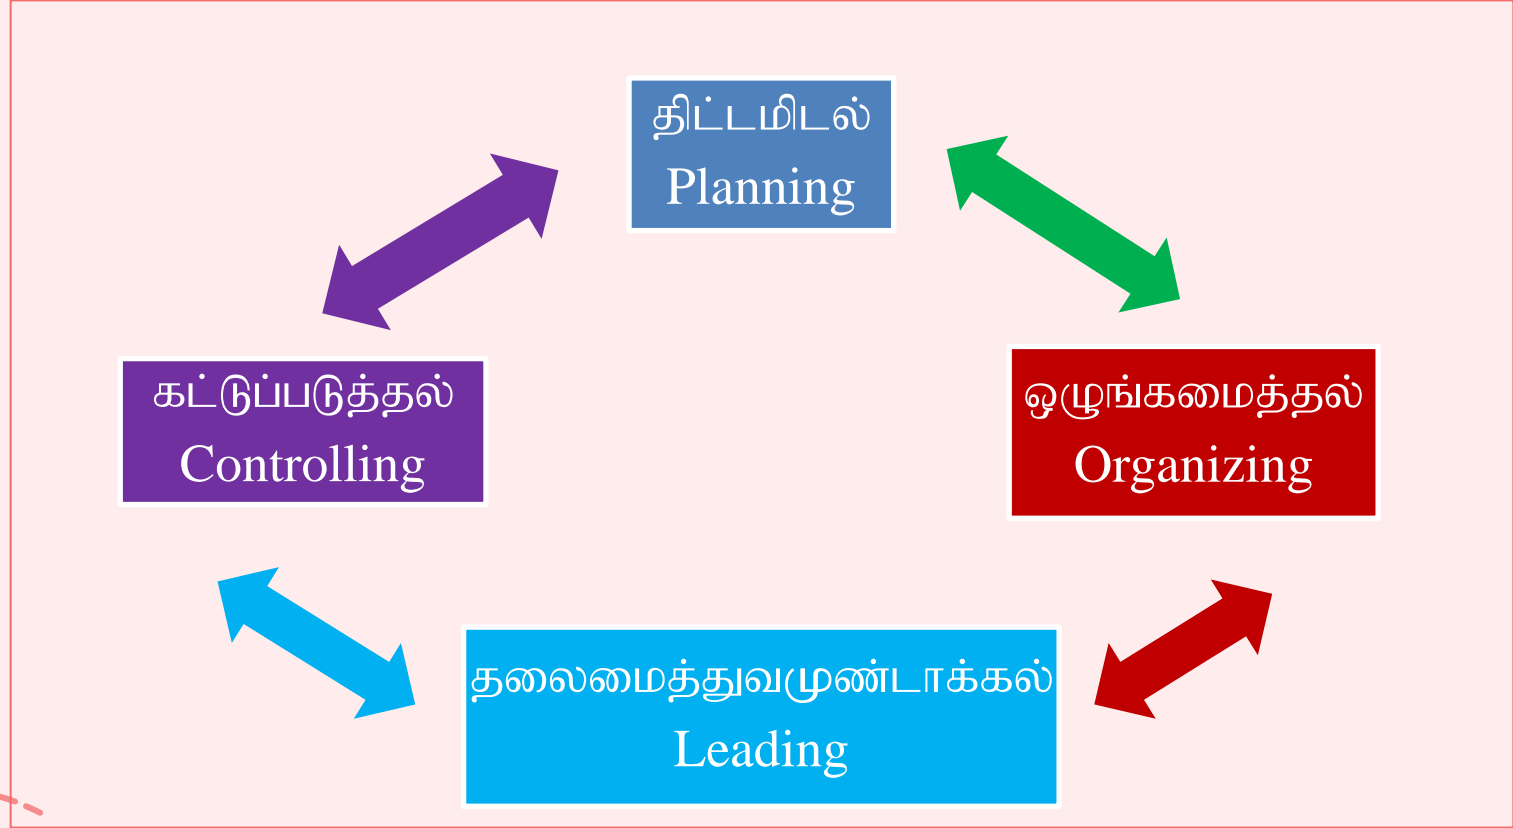 திட்டமிடல்
Planning
கட்டுப்படுத்தல்
Controlling
ஒழுங்கமைத்தல்
Organizing
தலைமைத்துவமுண்டாக்கல்
Leading